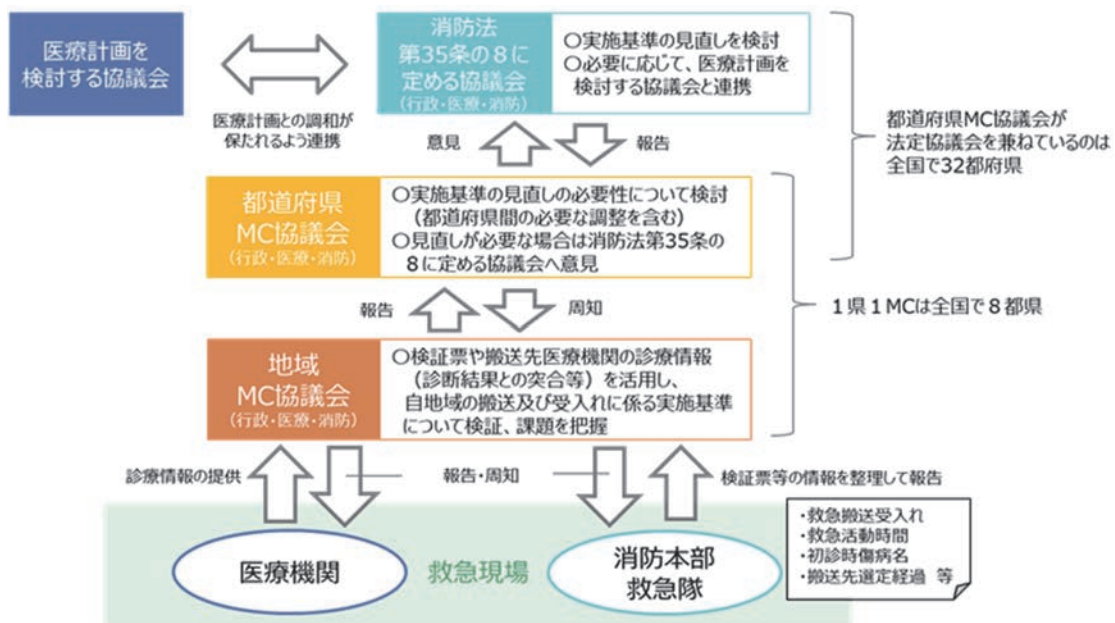 医療計画を
検討する協議会
医療計画との調和が
保たれるよう連携
消防法
第35条の8に
定める協議会
(行政・医療・消防)
〇実施基準の見直しを検討
〇必要に応じて、医療計画を
検討する協議会と連携
意見
報告
都道府県MC協議会が
法定協議会を兼ねているのは
全国で32都府県
都道府県
MC協議会
(行政・医療・消防)
〇実施基準の見直しの必要性について検討
(都道府県間の必要な調整を含む)
〇見直しが必要な場合は消防法第35条の
8に定める協議会へ意見
報告
周知
1県1MCは全国で8都県
地域
MC協議会
(行政・医療・消防)
〇検証票や搬送先医療機関の診療情報
(診断結果との突合等)を活用し、
自地域の搬送及び受入れに係る実施基準
について検証、課題を把握
診療情報の提供
報告・周知
検証票等の情報を整理して報告
医療機関
救急現場
消防本部
救急隊
・救急搬送受入れ
・救急活動時間
・初診時傷病名
・搬送先選定経過 等